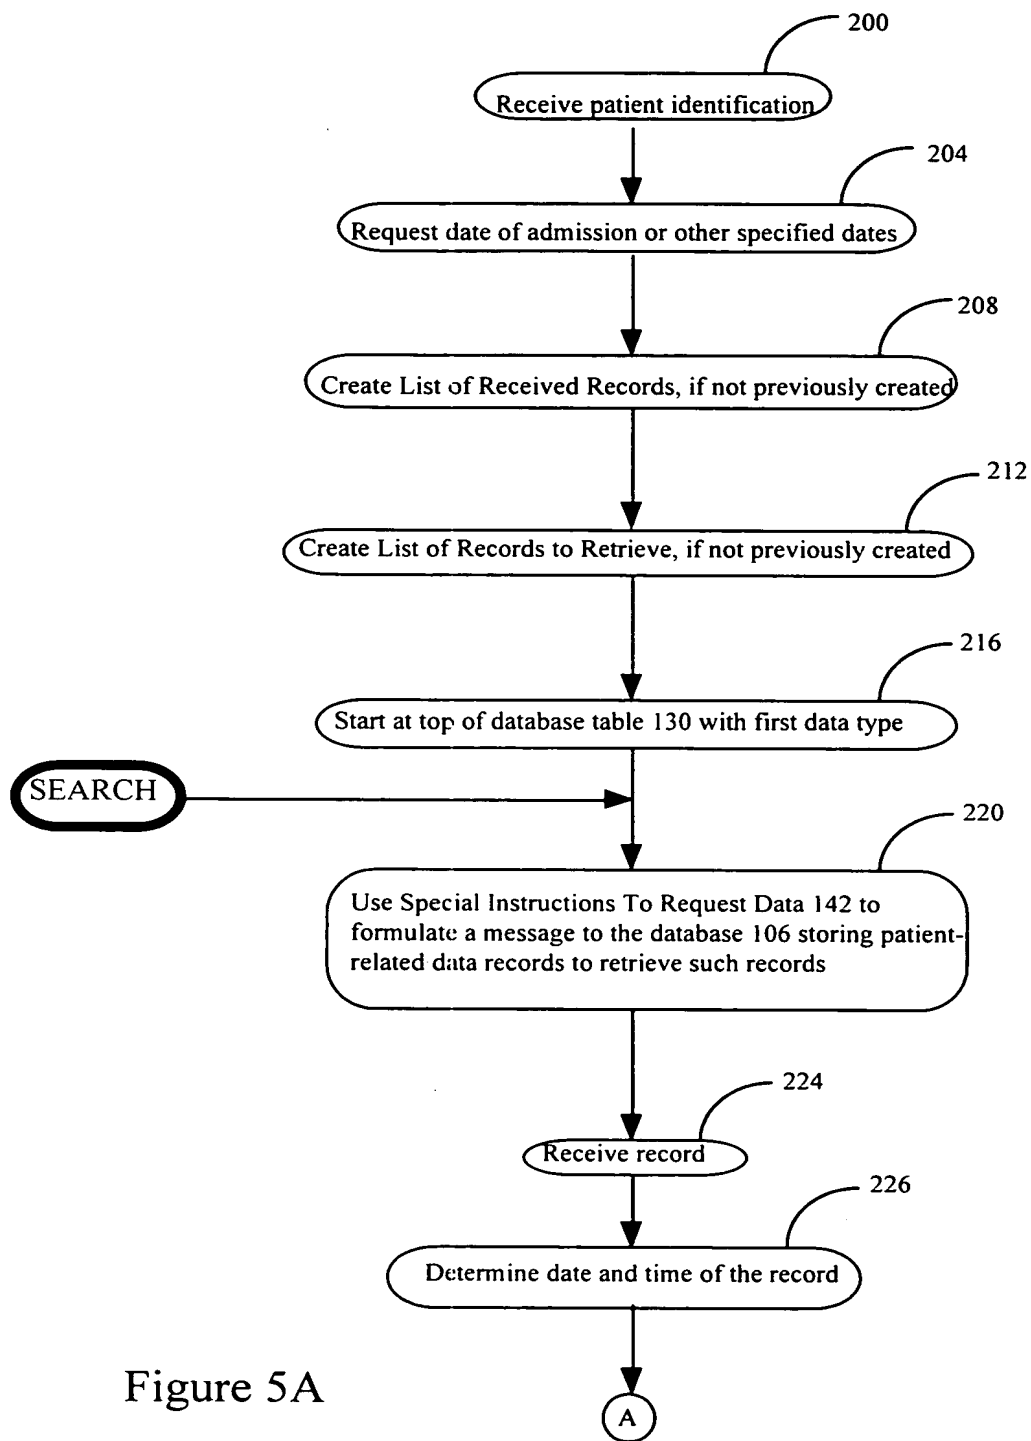 200
Receive patient identification
204
Request date of admission or other specified dates
208
Create List of Received Records, if not previously created
212
Create List of Records to Retrieve, if not previously created
216
Start at top of database table 130 with first data type
SEARCH
220
Use Special Instructions To Request Data 142 to
formulate a message to the database 106 storing patient-
related data records to retrieve such records
224
Receive record
226
Determine date and time of the record
Figure 5A
A